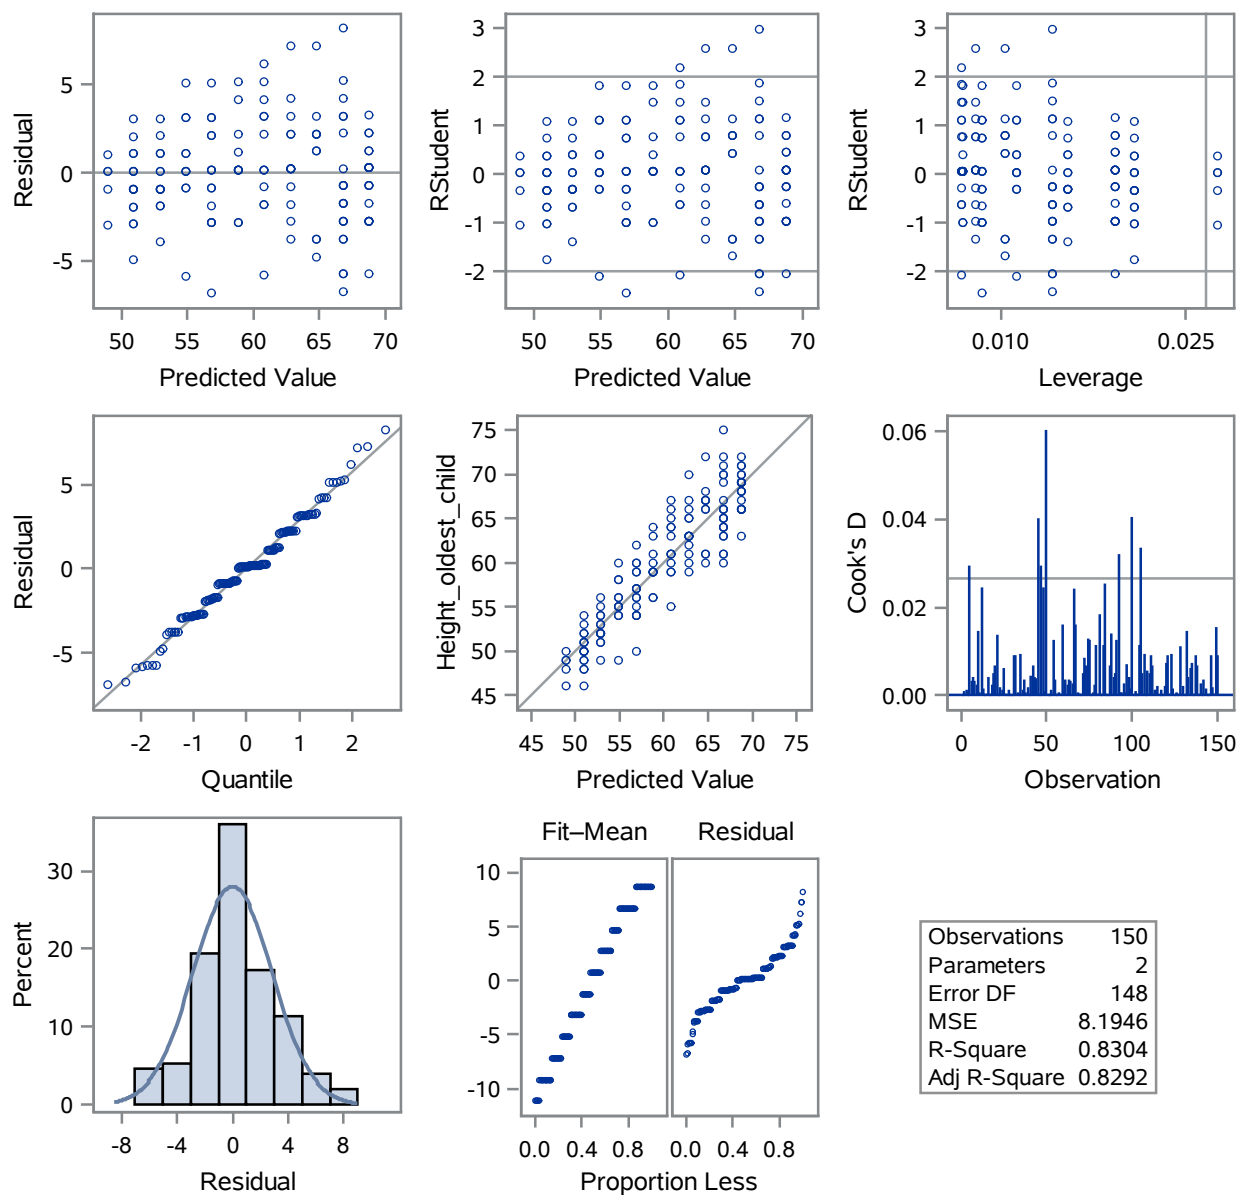 Residual
5
0
-5
50 55 60 65 70
Predicted Value
RStudent
3
2
1
0
-1
-2
50 55 60 65 70
Predicted Value
RStudent
3
2
1
0
-1
-2
0.010 0.025
Leverage
Residual
5
0
-5
-2 -1 0 1 2
Quantile
Height_oldest_child
75
70
65
60
55
50
45
45 50 55 60 65 70 75
Predicted Value
Cook's D
0.06
0.04
0.02
0.00
0 50 100 150
Observation
Percent
30
20
10
0
-8 -4 0 4 8
Residual
Fit–Mean Residual
10
5
0
-5
-10
0.0 0.4 0.8 0.0 0.4 0.8
Proportion Less
Observations 150
Parameters 2
Error DF 148
MSE 8.1946
R-Square 0.8304
Adj R-Square 0.8292